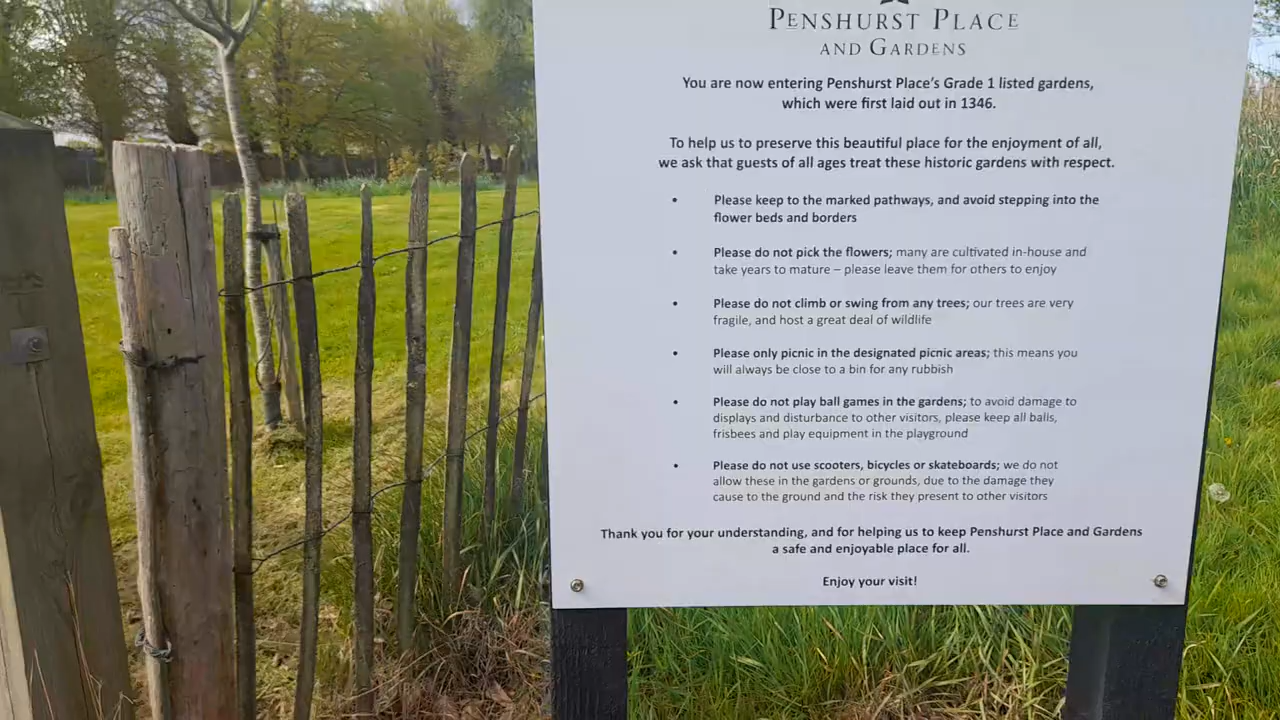 PENSHURST PLACE
AND GARDENS
You are now entering Penshurst Place's Grade 1 listed gardens,
which were first laid out in 1346.
To help us to preserve this beautiful place for the enjoyment of all,
we ask that guests of all ages treat these historic gardens with respect.
• Please keep to the marked pathways, and avoid stepping into the
flower beds and borders
• Please do not pick the flowers; many are cultivated in-house and
take years to mature – please leave them for others to enjoy
• Please do not climb or swing from any trees; our trees are very
fragile, and host a great deal of wildlife
• Please only picnic in the designated picnic areas; this means you
will always be close to a bin for any rubbish
• Please do not play ball games in the gardens; to avoid damage to
displays and disturbance to other visitors, please keep all balls,
frisbees and play equipment in the playground
• Please do not use scooters, bicycles or skateboards; we do not
allow these in the gardens or grounds, due to the damage they
cause to the ground and the risk they present to other visitors
Thank you for your understanding, and for helping us to keep Penshurst Place and Gardens
a safe and enjoyable place for all.
Enjoy your visit!